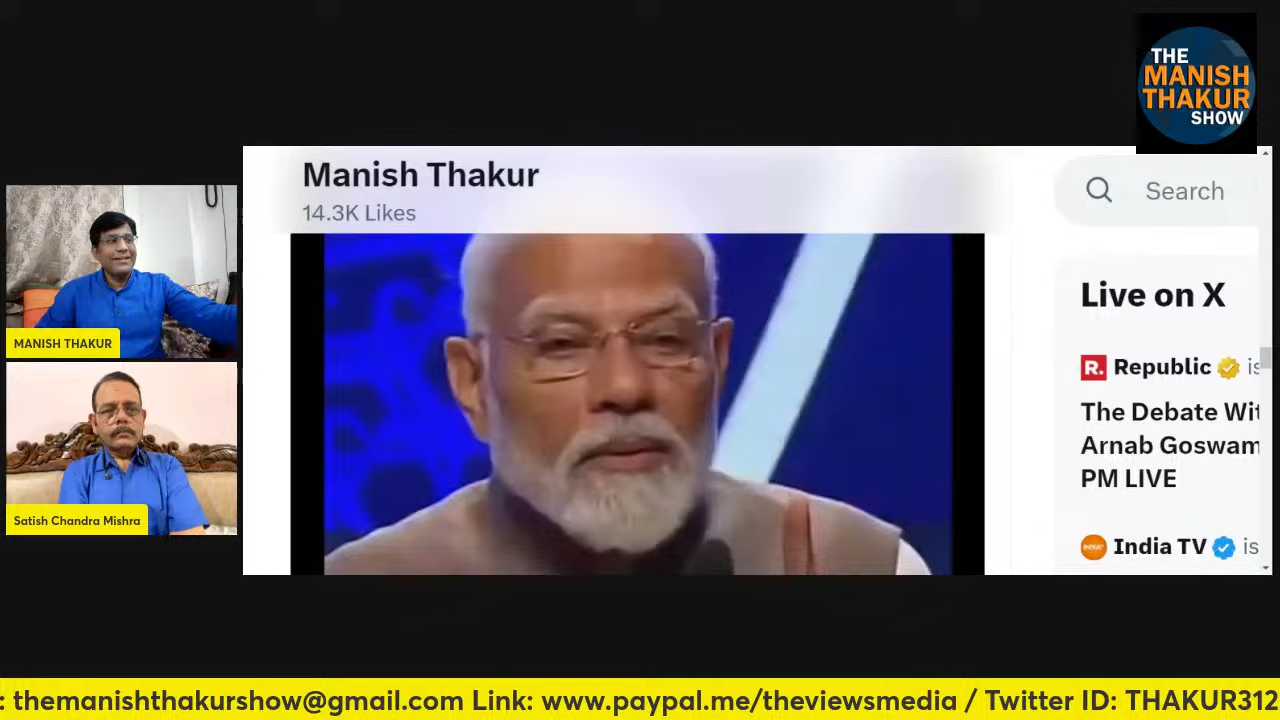 THE
MANISH
THAKUR
SHOW
Manish Thakur
14.3K Likes
Search
Live on X
R. Republic is
The Debate Wit
Arnab Goswam
PM LIVE
India TV is
MANISH THAKUR
Satish Chandra Mishra
: themanishthakurshow@gmail.com Link: www.paypal.me/theviewsmedia / Twitter ID: THAKUR312